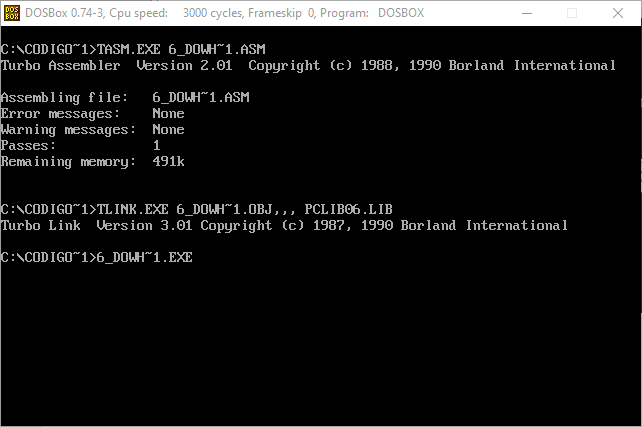 DOS
BOX
DOSBox 0.74-3, Cpu speed:    3000 cycles, Frameskip  0, Program:   DOSBOX
C:\CODIGO~1>TASM.EXE 6_DOWH~1.ASM
Turbo Assembler  Version 2.01  Copyright (c) 1988, 1990 Borland International
Assembling file:   6_DOWH~1.ASM
Error messages:    None
Warning messages:  None
Passes:            1
Remaining memory:  491k
C:\CODIGO~1>TLINK.EXE 6_DOWH~1.OBJ,,, PCLIB06.LIB
Turbo Link  Version 3.01 Copyright (c) 1987, 1990 Borland International
C:\CODIGO~1>6_DOWH~1.EXE